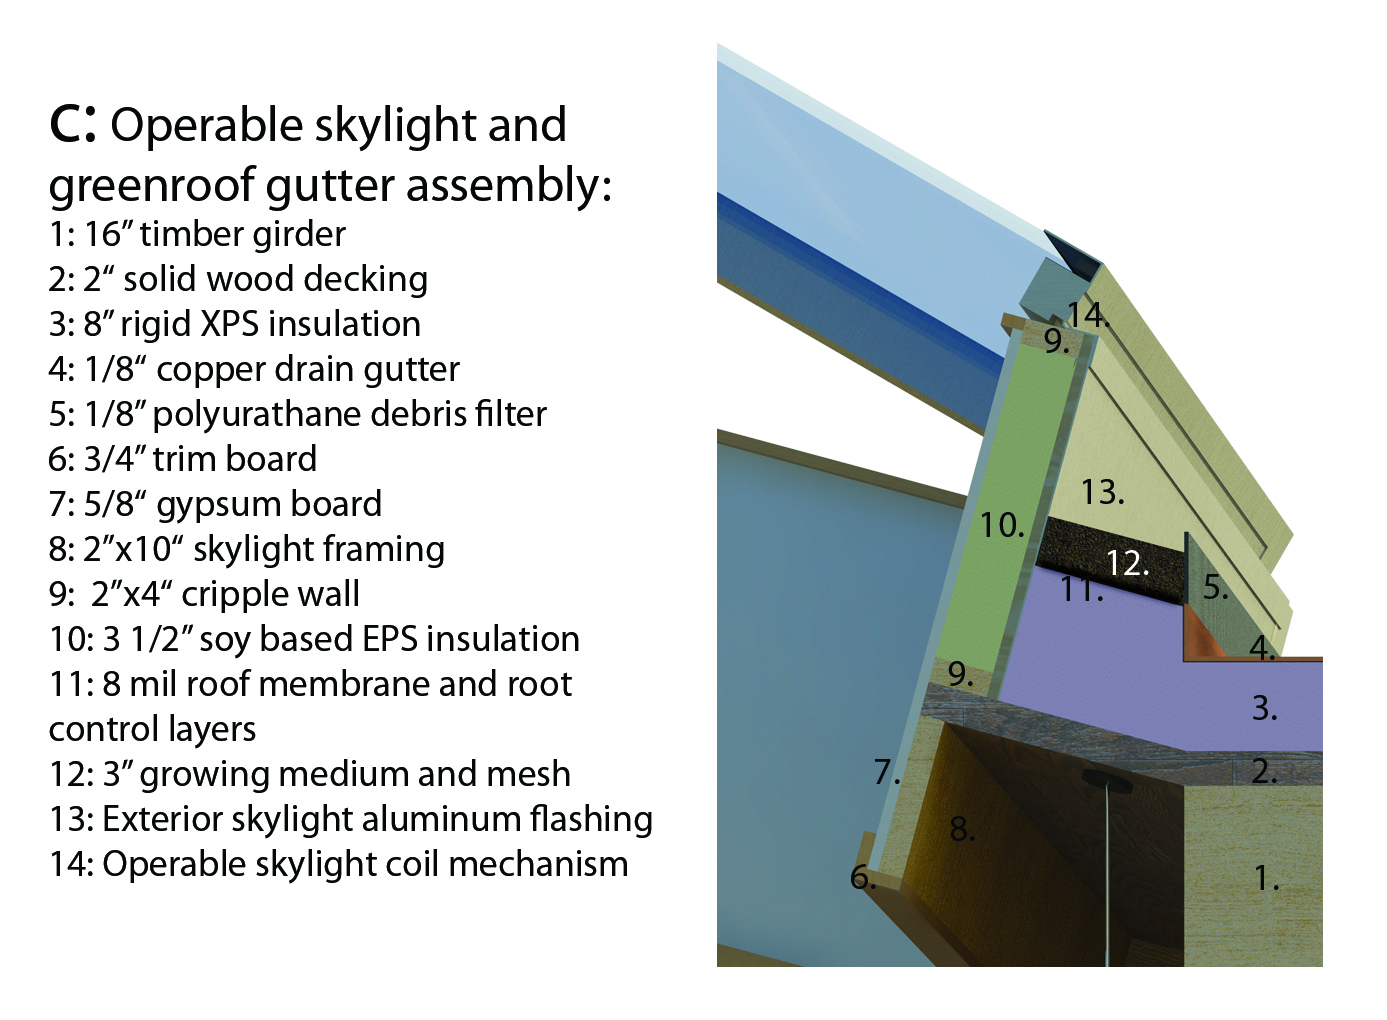 C: Operable skylight and
greenroof gutter assembly:
1: 16” timber girder
2: 2“ solid wood decking
3: 8” rigid XPS insulation
4: 1/8“ copper drain gutter
5: 1/8” polyurathane debris filter
6: 3/4” trim board
7: 5/8“ gypsum board
8: 2”x10“ skylight framing
9:  2”x4“ cripple wall
10: 3 1/2” soy based EPS insulation
11: 8 mil roof membrane and root
control layers
12: 3” growing medium and mesh
13: Exterior skylight aluminum flashing
14: Operable skylight coil mechanism
14.
9.
13.
10.
12.
11.
5.
4.
9.
3.
7.
2.
8.
6.
1.